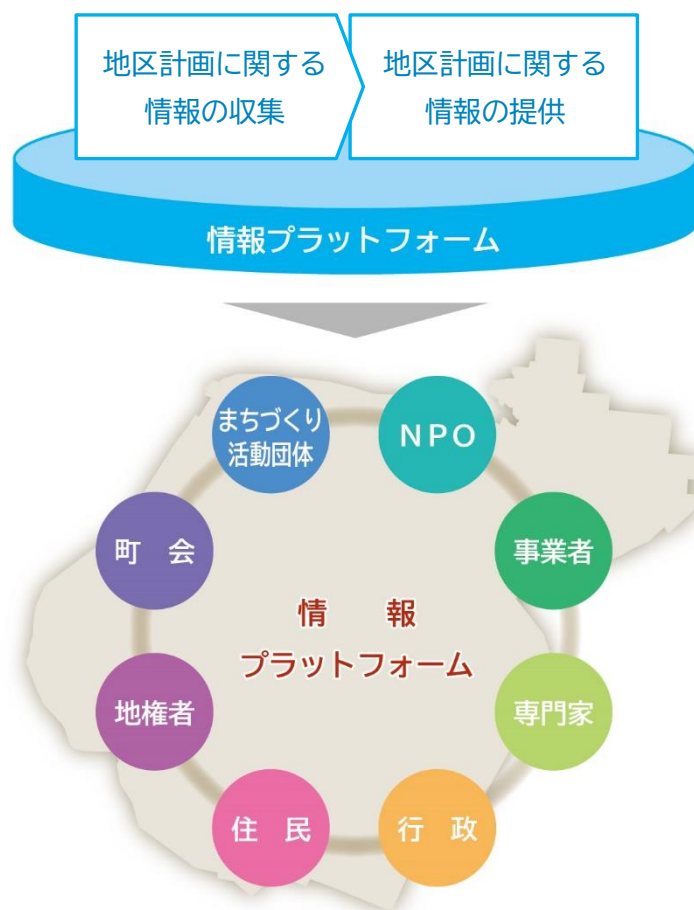 地区計画に関する
情報の収集
地区計画に関する
情報の提供
情報プラットフォーム
まちづくり
活動団体
NPO
町　会
事業者
情　　報
プラットフォーム
地権者
専門家
住　民
行　政